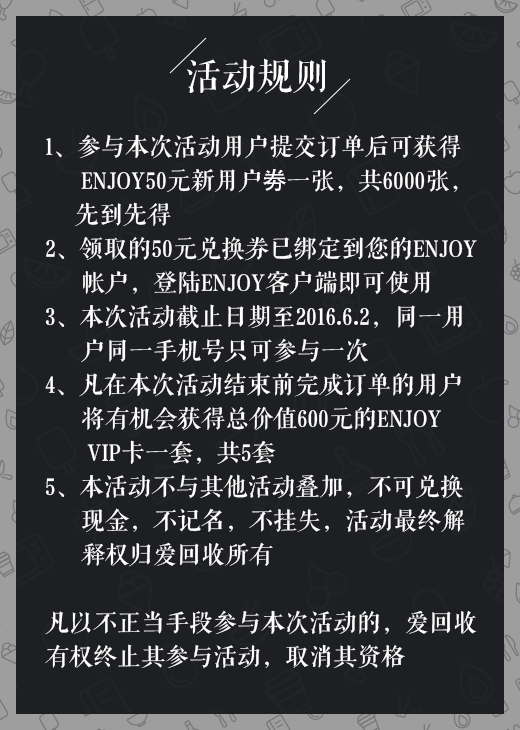 活动规则
1、参与本次活动用户提交订单后可获得
ENJOY50元新用户劵一张，共6000张，
先到先得
2、领取的50元兑换券已绑定到您的ENJOY
帐户，登陆ENJOY客户端即可使用
3、本次活动截止日期至2016.6.2，同一用
户同一手机号只可参与一次
4、凡在本次活动结束前完成订单的用户
将有机会获得总价值600元的ENJOY
VIP卡一套，共5套
5、本活动不与其他活动叠加，不可兑换
现金，不记名，不挂失，活动最终解
释权归爱回收所有
凡以不正当手段参与本次活动的，爱回收
有权终止其参与活动，取消其资格